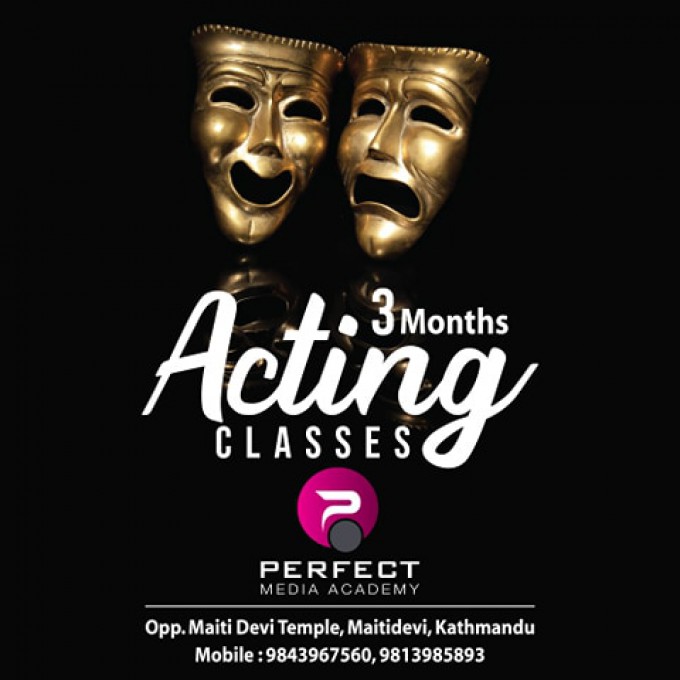 3 Months
Acting
CLASSES
PERFECT
MEDIA ACADEMY
Opp. Maiti Devi Temple, Maitidevi, Kathmandu
Mobile : 9843967560, 9813985893